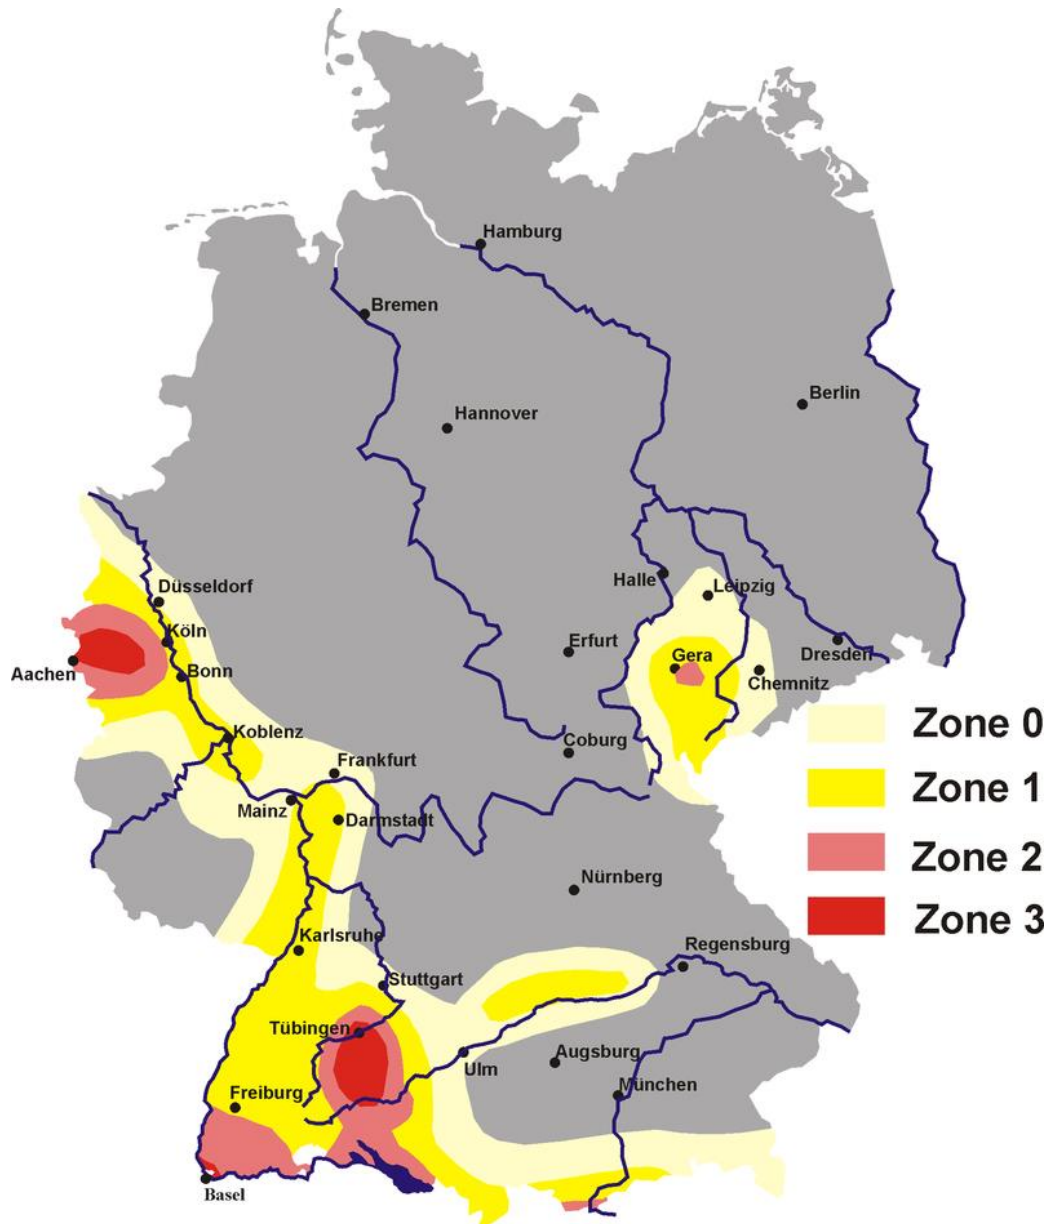 Hamburg
Bremen
Berlin
Hannover
Düsseldorf
Halle
Leipzig
Köln
Erfurt
Dresden
Aachen
Bonn
Gera
Chemnitz
Zone 0
Koblenz
Coburg
Frankfurt
Zone 1
Mainz
Darmstadt
Zone 2
Nürnberg
Zone 3
Karlsruhe
Regensburg
Stuttgart
Tübingen
Augsburg
Ulm
München
Freiburg
Basel